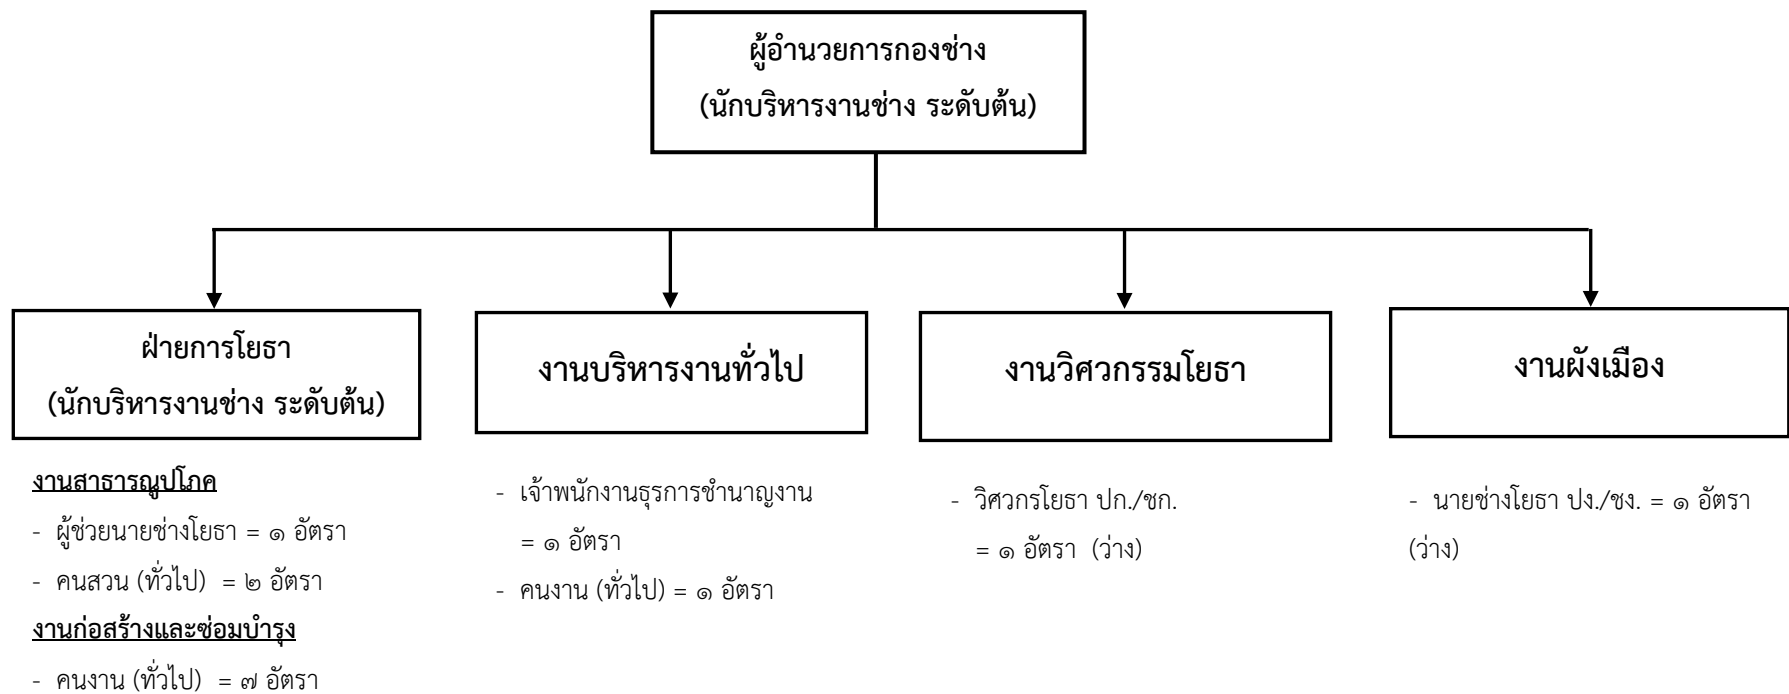 ผู้อำนวยการกองช่าง
(นักบริหารงานช่าง ระดับต้น)
ฝ่ายการโยธา
(นักบริหารงานช่าง ระดับต้น)
งานสาธารณูปโภค
- ผู้ช่วยนายช่างโยธา = ๑ อัตรา
- คนสวน (ทั่วไป) = ๒ อัตรา
งานก่อสร้างและซ่อมบำรุง
- คนงาน (ทั่วไป) = ๗ อัตรา
งานบริหารงานทั่วไป
- เจ้าพนักงานธุรการชำนาญงาน
= ๑ อัตรา
- คนงาน (ทั่วไป) = ๑ อัตรา
งานวิศวกรรมโยธา
- วิศวกรโยธา ปก./ชก.
= ๑ อัตรา (ว่าง)
งานผังเมือง
- นายช่างโยธา ปง./ชง. = ๑ อัตรา
(ว่าง)